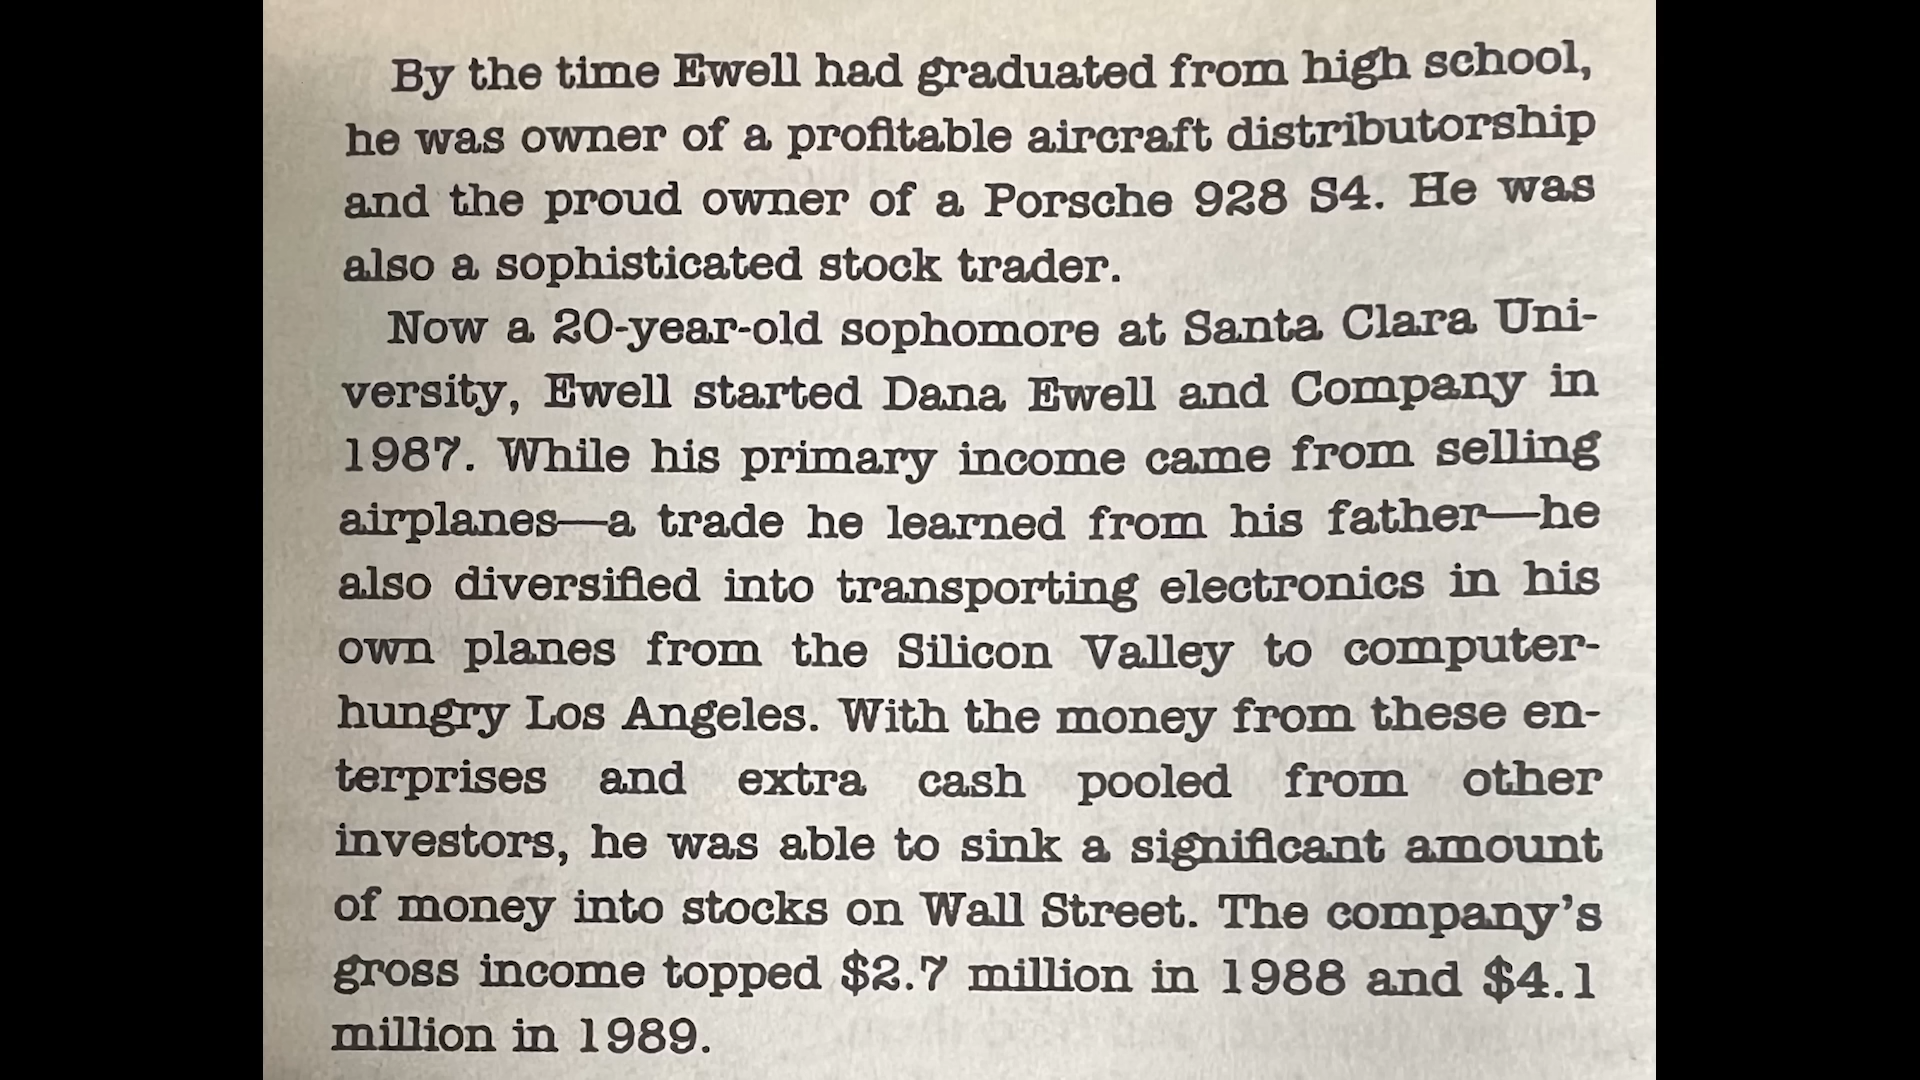 By the time Ewell had graduated from high school,
he was owner of a profitable aircraft distributorship
and the proud owner of a Porsche 928 S4. He was
also a sophisticated stock trader.
Now a 20-year-old sophomore at Santa Clara Uni-
versity, Ewell started Dana Ewell and Company in
1987. While his primary income came from selling
airplanes—a trade he learned from his father—he
also diversified into transporting electronics in his
own planes from the Silicon Valley to computer-
hungry Los Angeles. With the money from these en-
terprises and extra cash pooled from other
investors, he was able to sink a significant amount
of money into stocks on Wall Street. The company's
gross income topped $2.7 million in 1988 and $4.1
million in 1989.